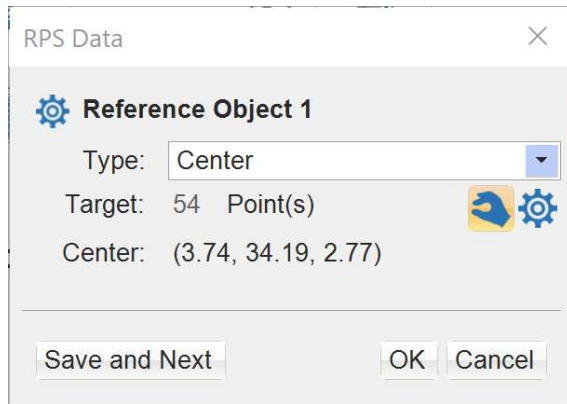 RPS Data
Reference Object 1
Type: Center
Target: 54 Point(s)
Center: (3.74, 34.19, 2.77)
Save and Next OK Cancel